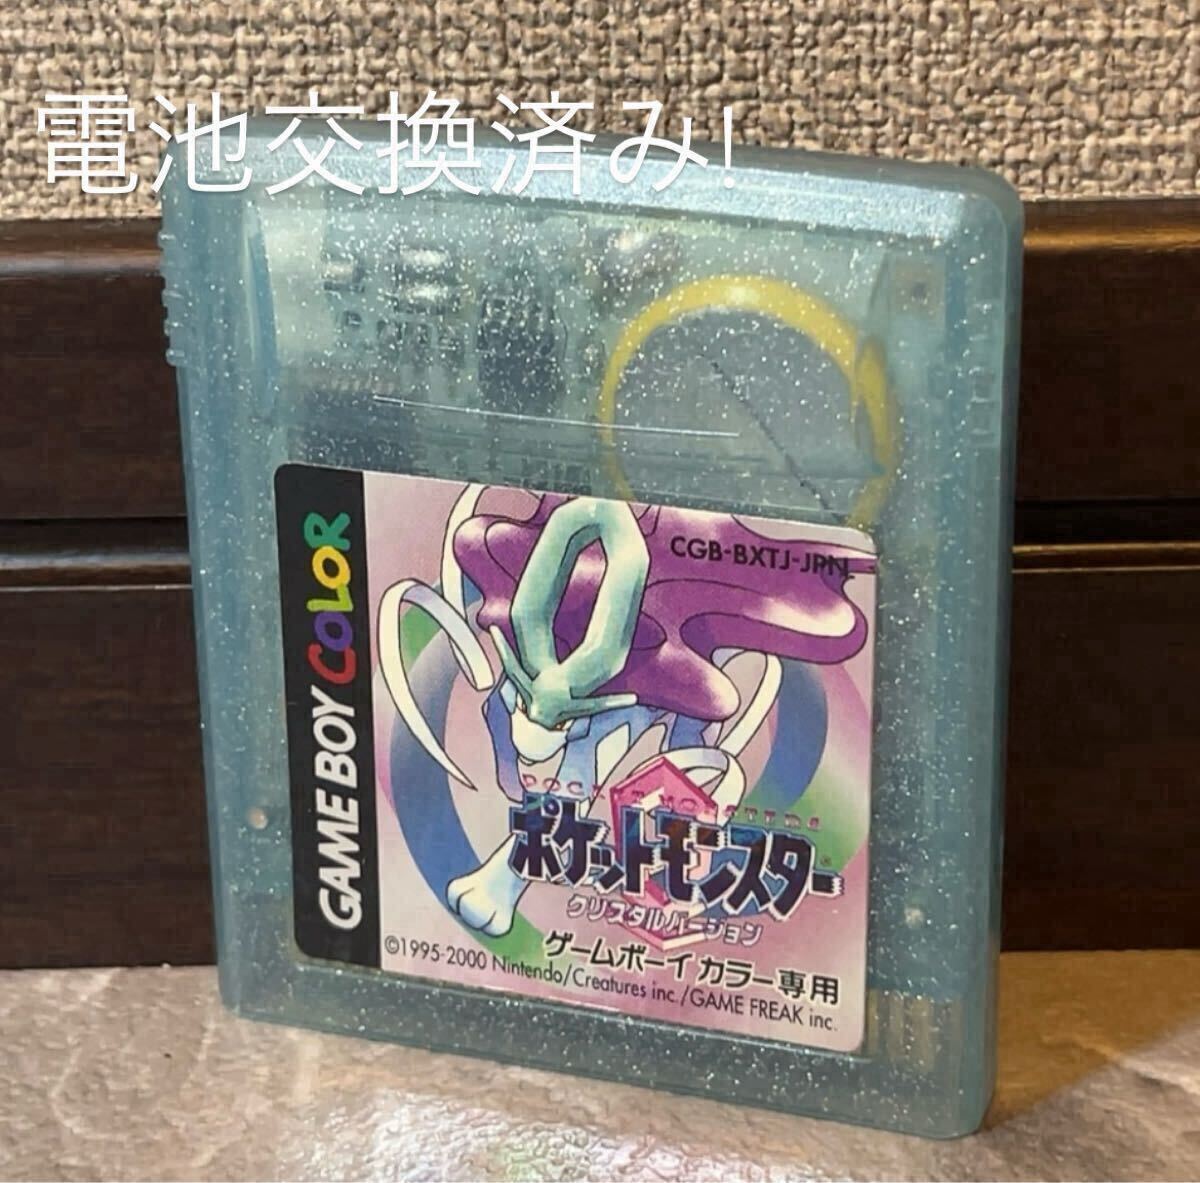 電池交換済み!
GAME BOY COLOR
CGB-BXTJ-JPN
POCKET MONSTERS
ポケットモンスター
クリスタルバージョン
ゲームボーイ カラー専用
©1995-2000 Nintendo/Creatures inc./GAME FREAK inc.